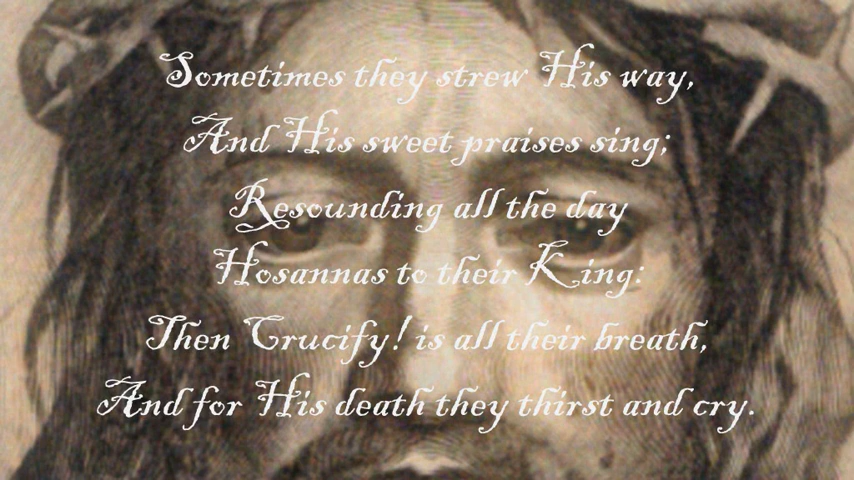 Sometimes they strew His way,
And His sweet praises sing;
Resounding all the day
Hosannas to their King:
Then Crucify! is all their breath,
And for His death they thirst and cry.